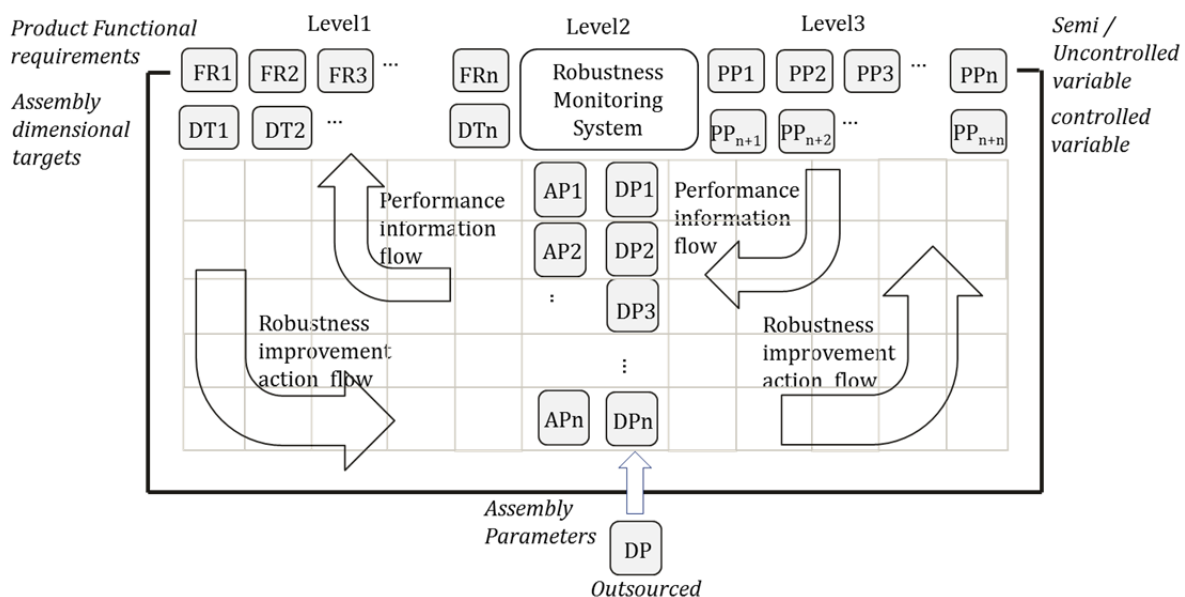 Product Functional
requirements
Level1
Level2
Level3
Semi /
Uncontrolled
variable
FR1 FR2 FR3 ... FRn
Robustness
Monitoring
System
PP1 PP2 PP3 ... PPn
Assembly
dimensional
targets
DT1 DT2 ... DTn
PPn+1 PPn+2 ... PPn+n
controlled
variable
AP1 DP1
AP2 DP2
: DP3
:
APn DPn
Performance
information
flow
Performance
information
flow
Robustness
improvement
action flow
Robustness
improvement
action flow
Assembly
Parameters
DP
Outsourced